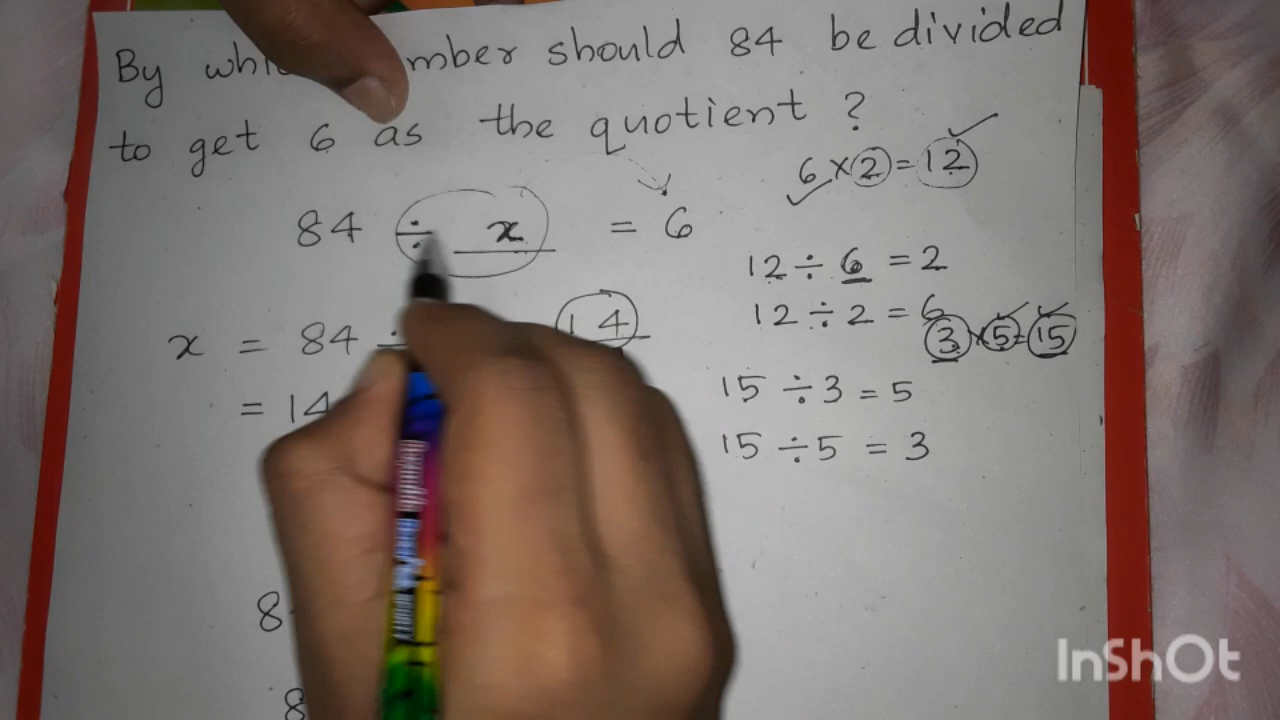 By mber should 84 be divided
to get 6 as the quotient ?
6 × 2 = 12
84 ÷ x = 6
12 ÷ 6 = 2
12 ÷ 2 = 6
x = 84 ÷ 14
3 × 5 = 15
= 14
15 ÷ 3 = 5
15 ÷ 5 = 3
8
8
InShOt